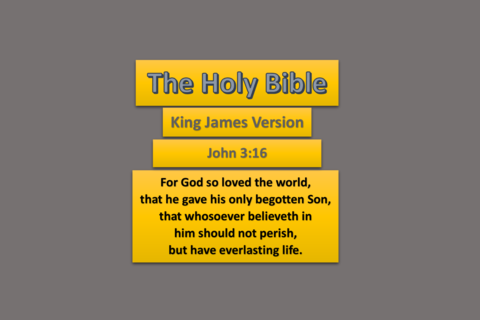 The Holy Bible
King James Version
John 3:16
For God so loved the world,
that he gave his only begotten Son,
that whosoever believeth in
him should not perish,
but have everlasting life.